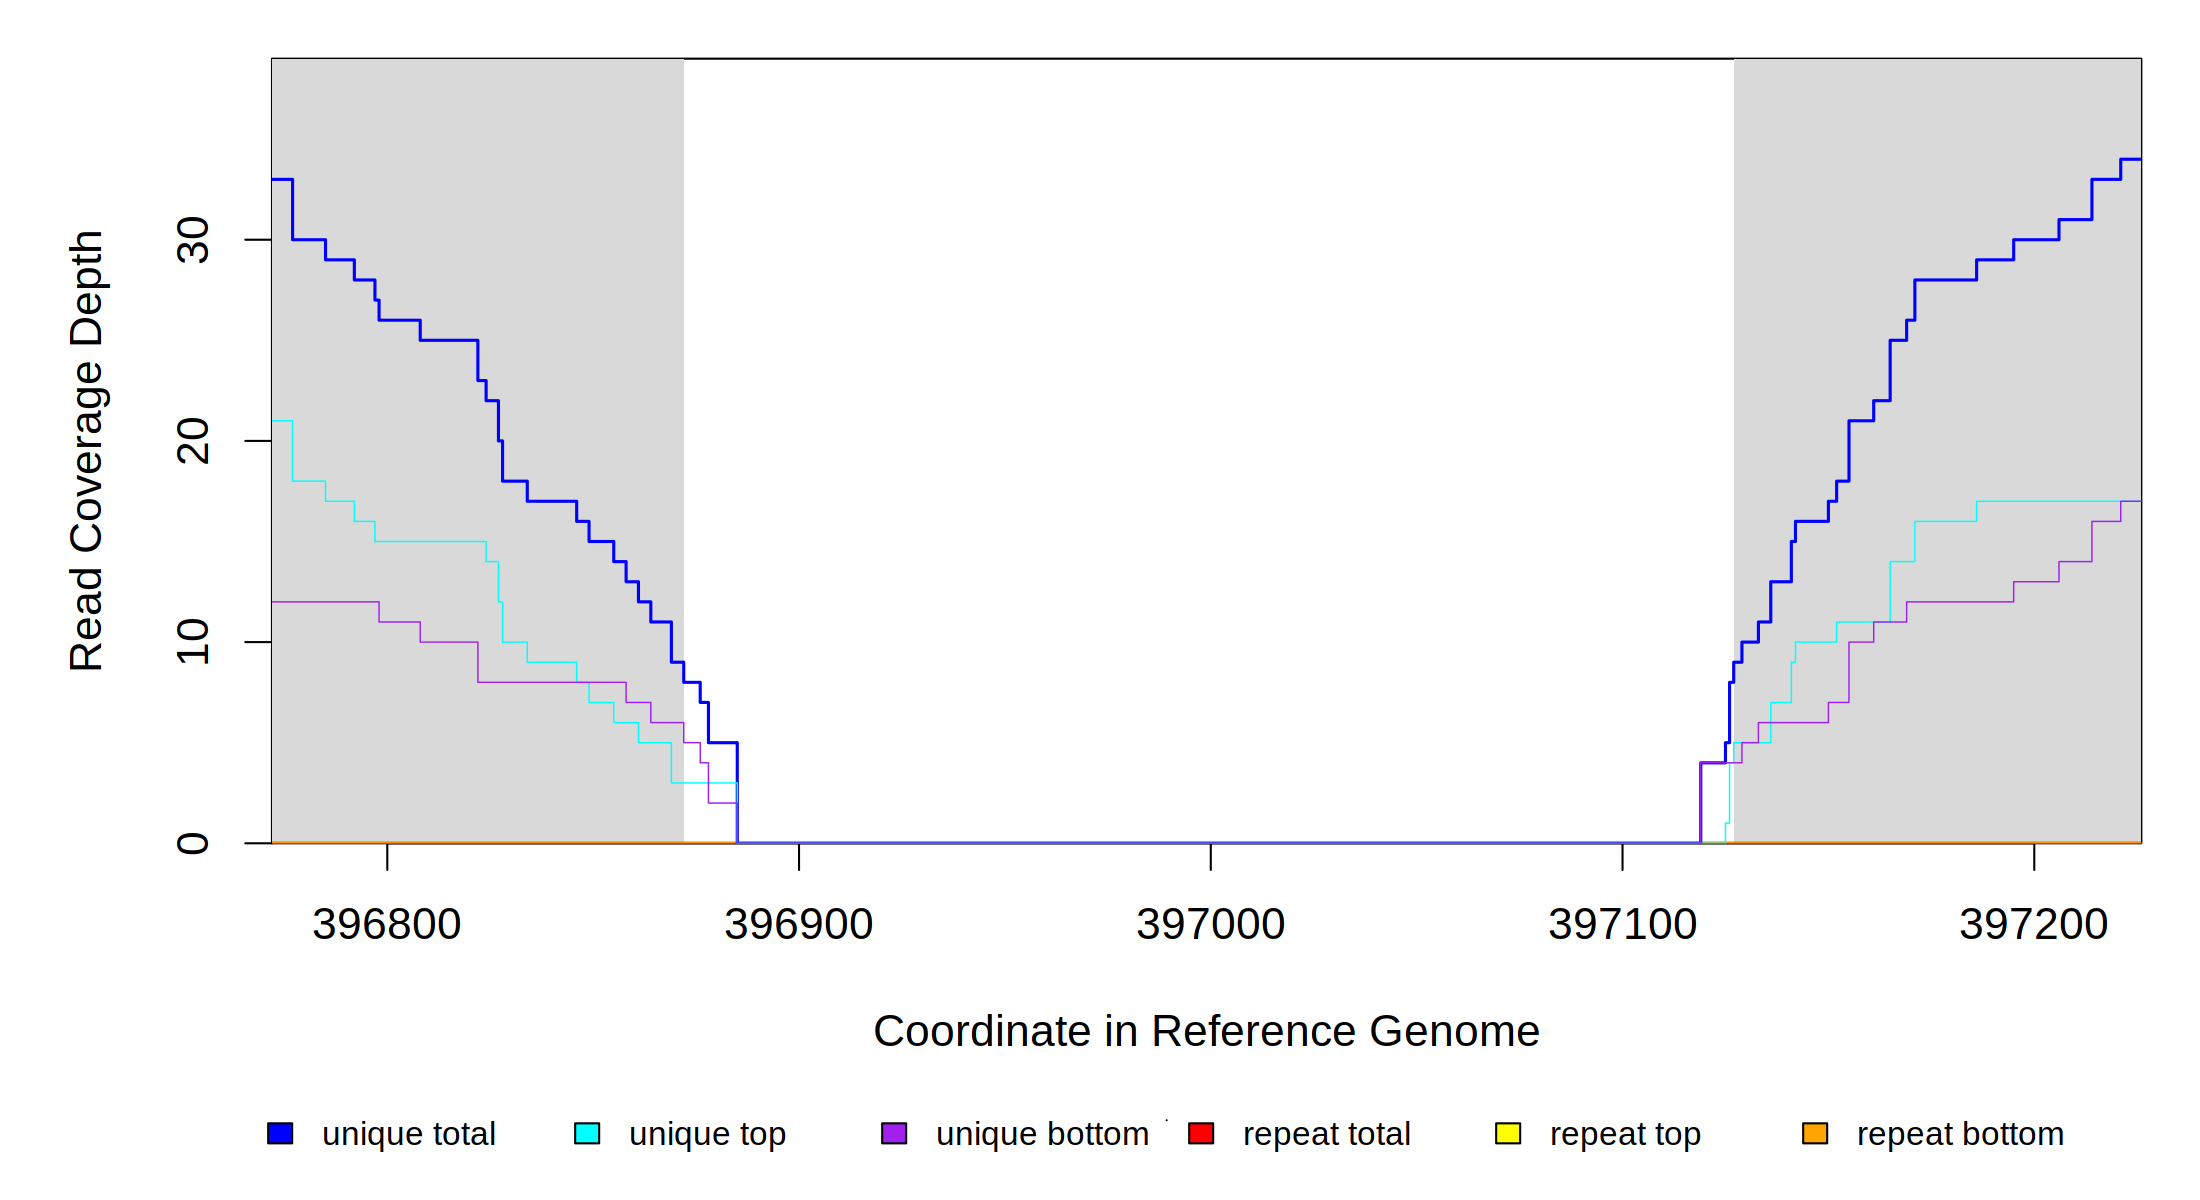 Read Coverage Depth
30
20
10
0
396800 396900 397000 397100 397200
Coordinate in Reference Genome
unique total unique top unique bottom repeat total repeat top repeat bottom